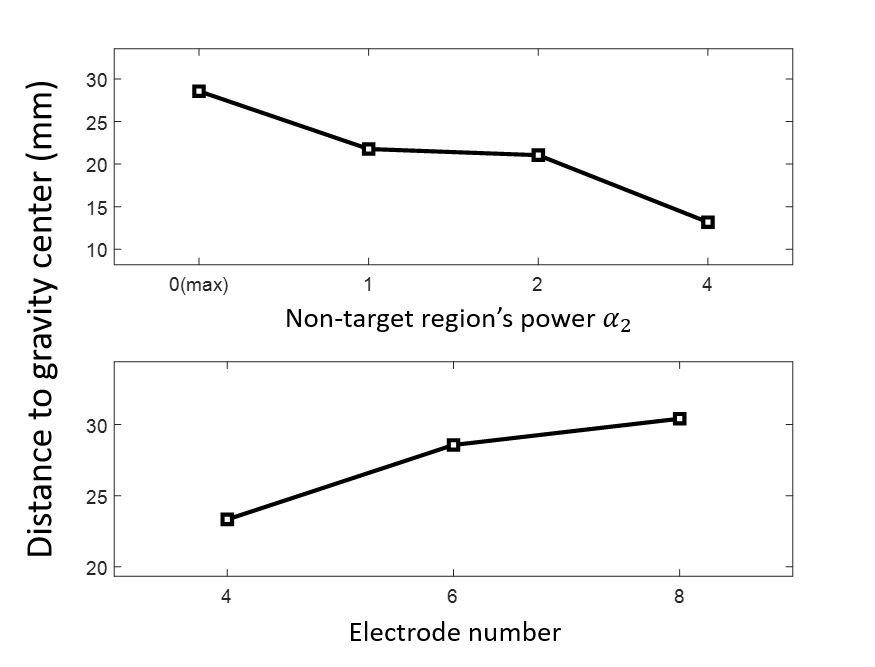 Distance to gravity center (mm)
30
25
20
15
10
0(max) 1 2 4
Non-target region’s power α₂
30
25
20
4 6 8
Electrode number